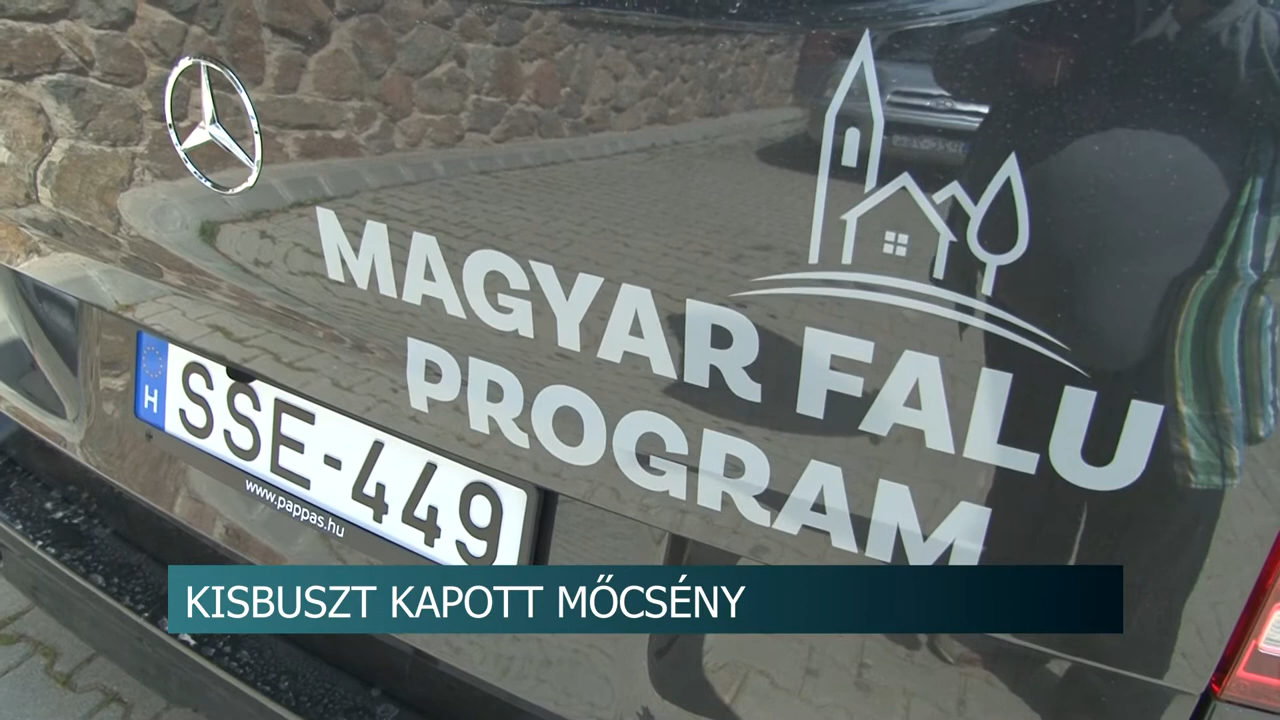 MAGYAR FALU
PROGRAM
H
SSE-449
www.pappas.hu
KISBUSZT KAPOTT MŐCSÉNY